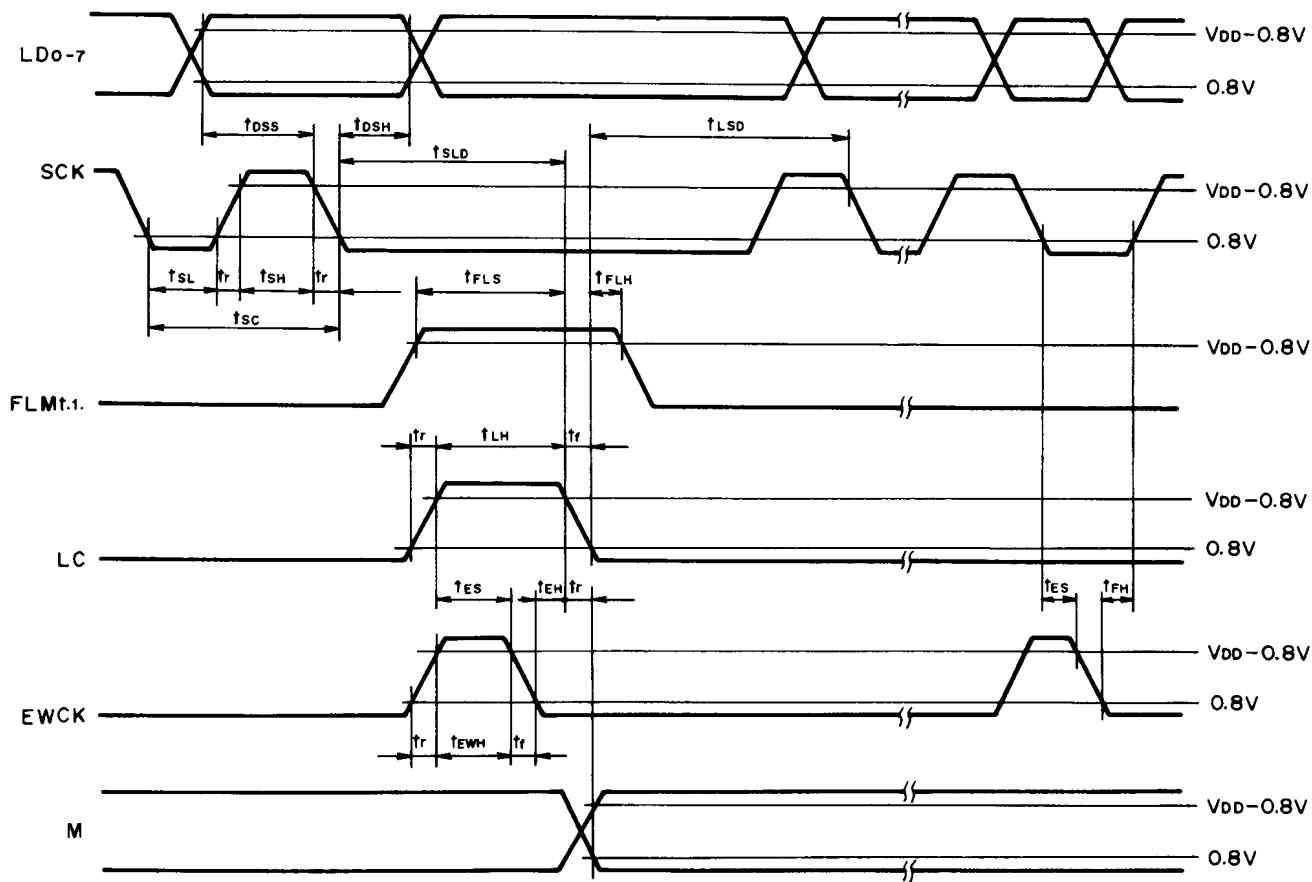 LD0-7
VDD-0.8V
0.8V
tDSS
tDSH
tSLD
tLSD
SCK
VDD-0.8V
0.8V
tSL
tr
tSH
tr
tFLS
tFLH
tSC
VDD-0.8V
FLMt.1.
tr
tLH
tf
VDD-0.8V
LC
0.8V
tES
tEH
tr
tES
tFH
VDD-0.8V
EWCK
0.8V
tr
tEWH
tf
VDD-0.8V
M
0.8V